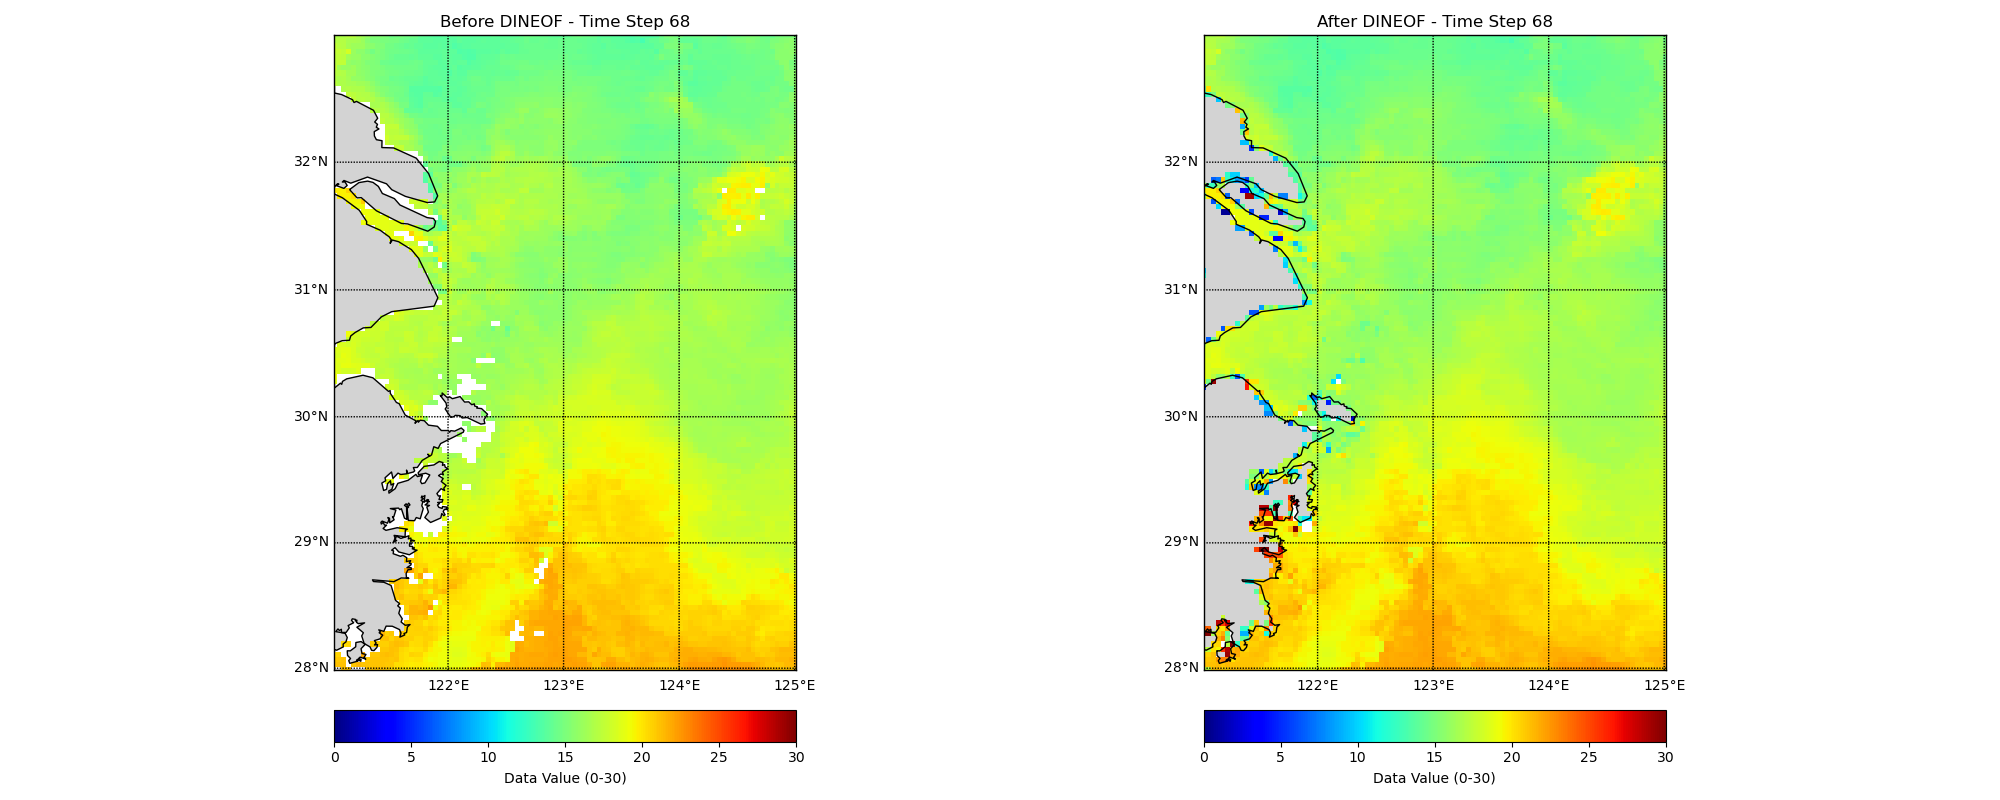 Before DINEOF - Time Step 68
After DINEOF - Time Step 68
32°N
31°N
30°N
29°N
28°N
122°E 123°E 124°E 125°E
32°N
31°N
30°N
29°N
28°N
122°E 123°E 124°E 125°E
0 5 10 15 20 25 30
Data Value (0-30)
0 5 10 15 20 25 30
Data Value (0-30)